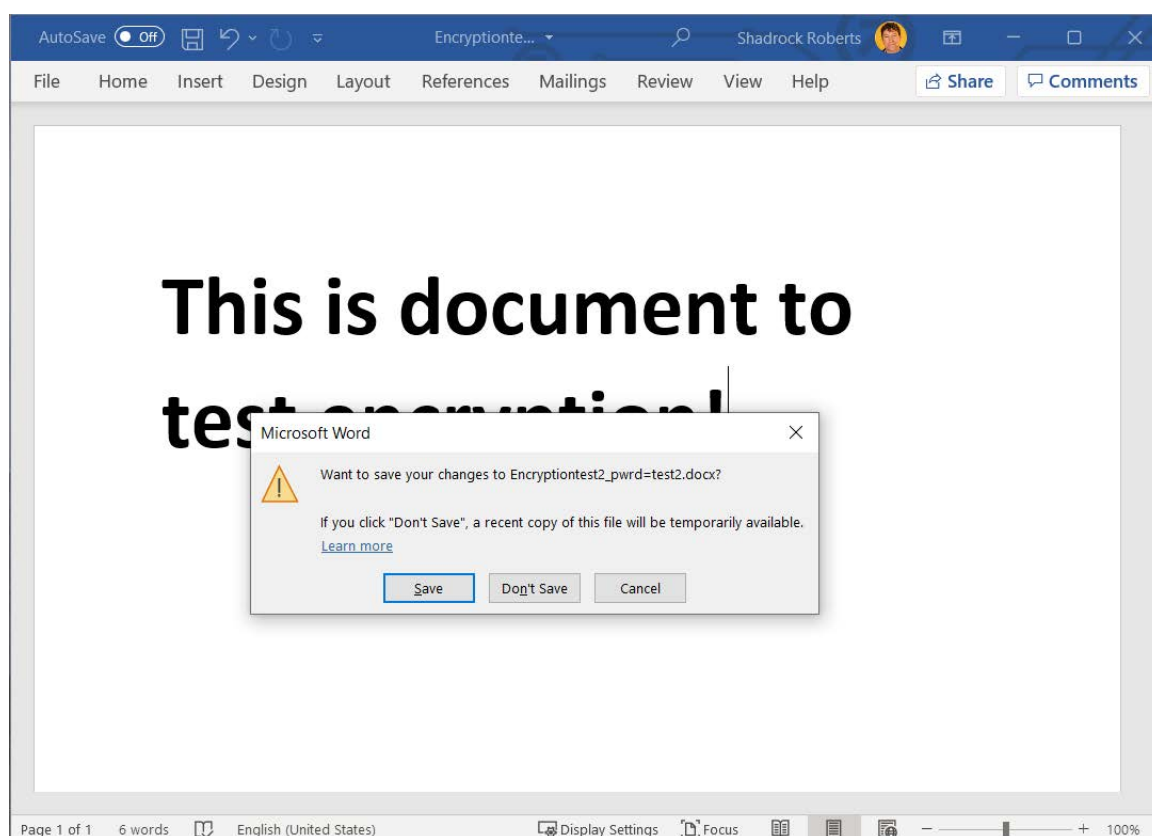 AutoSave Off Encryptionte... Shadrock Roberts
File Home Insert Design Layout References Mailings Review View Help Share Comments
This is document to
test encryption!
Microsoft Word
Want to save your changes to Encryptiontest2_pwrd=test2.docx?
If you click "Don't Save", a recent copy of this file will be temporarily available.
Learn more
Save Don't Save Cancel
Page 1 of 1 6 words English (United States) Display Settings Focus 100%